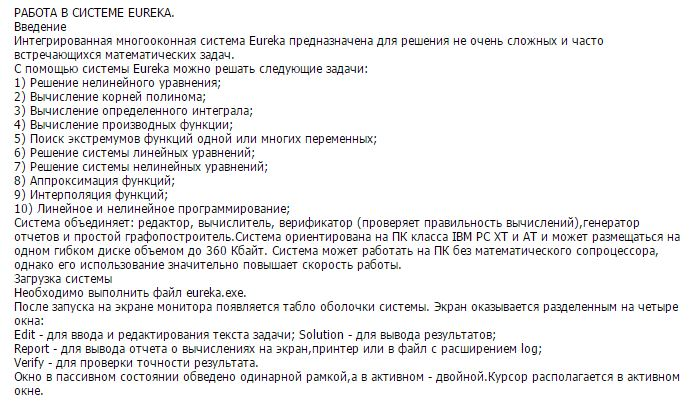 РАБОТА В СИСТЕМЕ EUREKA.
Введение
Интегрированная многооконная система Eureka предназначена для решения не очень сложных и часто
встречающихся математических задач.
С помощью системы Eureka можно решать следующие задачи:
1) Решение нелинейного уравнения;
2) Вычисление корней полинома;
3) Вычисление определенного интеграла;
4) Вычисление производных функции;
5) Поиск экстремумов функций одной или многих переменных;
6) Решение системы линейных уравнений;
7) Решение системы нелинейных уравнений;
8) Аппроксимация функций;
9) Интерполяция функций;
10) Линейное и нелинейное программирование;
Система объединяет: редактор, вычислитель, верификатор (проверяет правильность вычислений),генератор
отчетов и простой графопостроитель.Система ориентирована на ПК класса IBM PC XT и AT и может размещаться на
одном гибком диске объемом до 360 Кбайт. Система может работать на ПК без математического сопроцессора,
однако его использование значительно повышает скорость работы.
Загрузка системы
Необходимо выполнить файл eureka.exe.
После запуска на экране монитора появляется табло оболочки системы. Экран оказывается разделенным на четыре
окна:
Edit - для ввода и редактирования текста задачи; Solution - для вывода результатов;
Report - для вывода отчета о вычислениях на экран,принтер или в файл с расширением log;
Verify - для проверки точности результата.
Окно в пассивном состоянии обведено одинарной рамкой,а в активном - двойной.Курсор располагается в активном
окне.